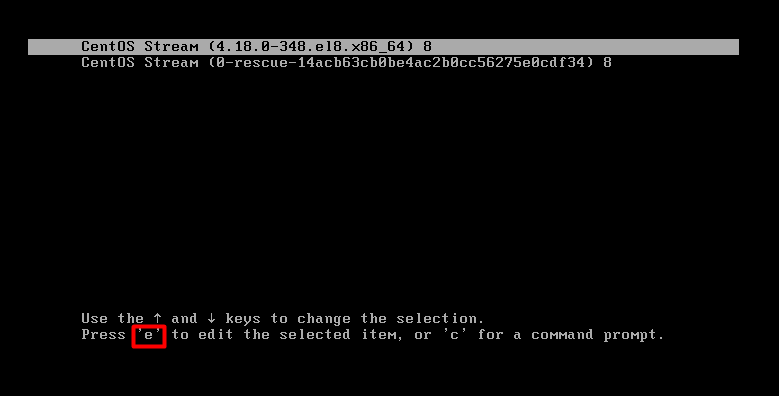 CentOS Stream (4.18.0-348.el8.x86_64) 8
CentOS Stream (0-rescue-14acb63cb0be4ac2b0cc56275e0cdf34) 8
Use the ↑ and ↓ keys to change the selection.
Press 'e' to edit the selected item, or 'c' for a command prompt.